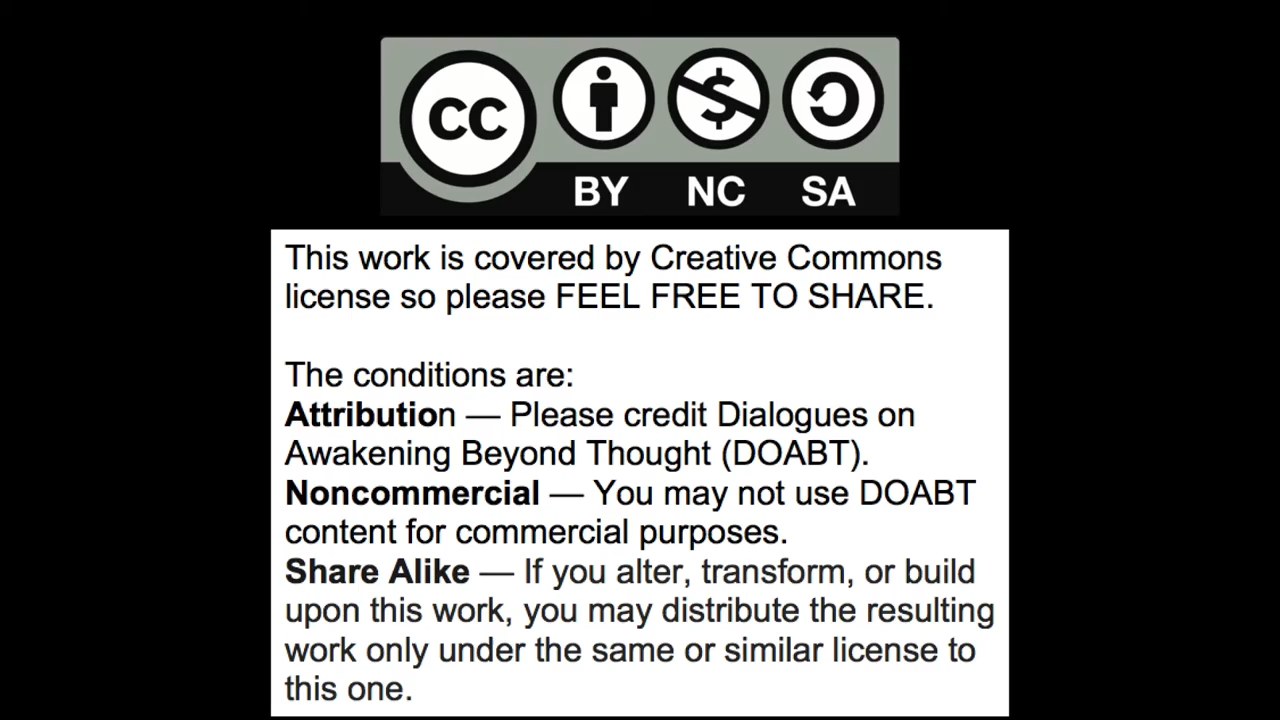 CC
BY NC SA
This work is covered by Creative Commons
license so please FEEL FREE TO SHARE.
The conditions are:
Attribution — Please credit Dialogues on
Awakening Beyond Thought (DOABT).
Noncommercial — You may not use DOABT
content for commercial purposes.
Share Alike — If you alter, transform, or build
upon this work, you may distribute the resulting
work only under the same or similar license to
this one.